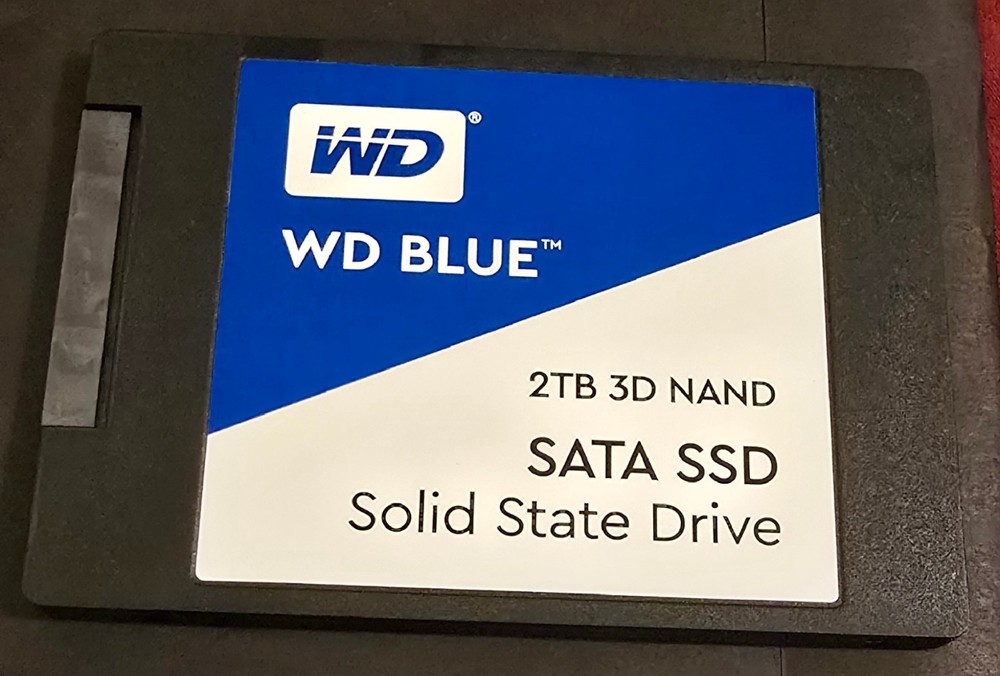 WD®
WD BLUE™
2TB 3D NAND
SATA SSD
Solid State Drive